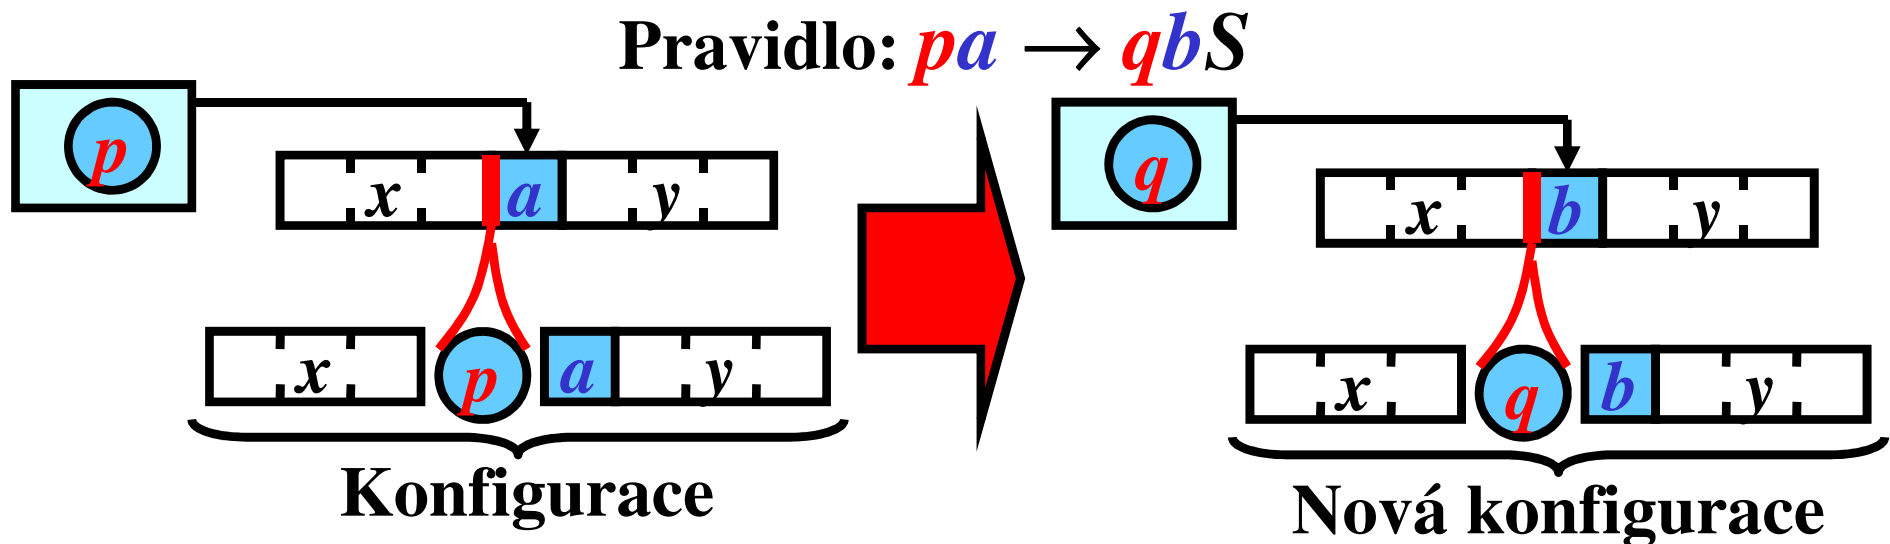 Pravidlo: pa → qbS
p
q
x a y
x b y
x p a y
x q b y
Konfigurace
Nová konfigurace